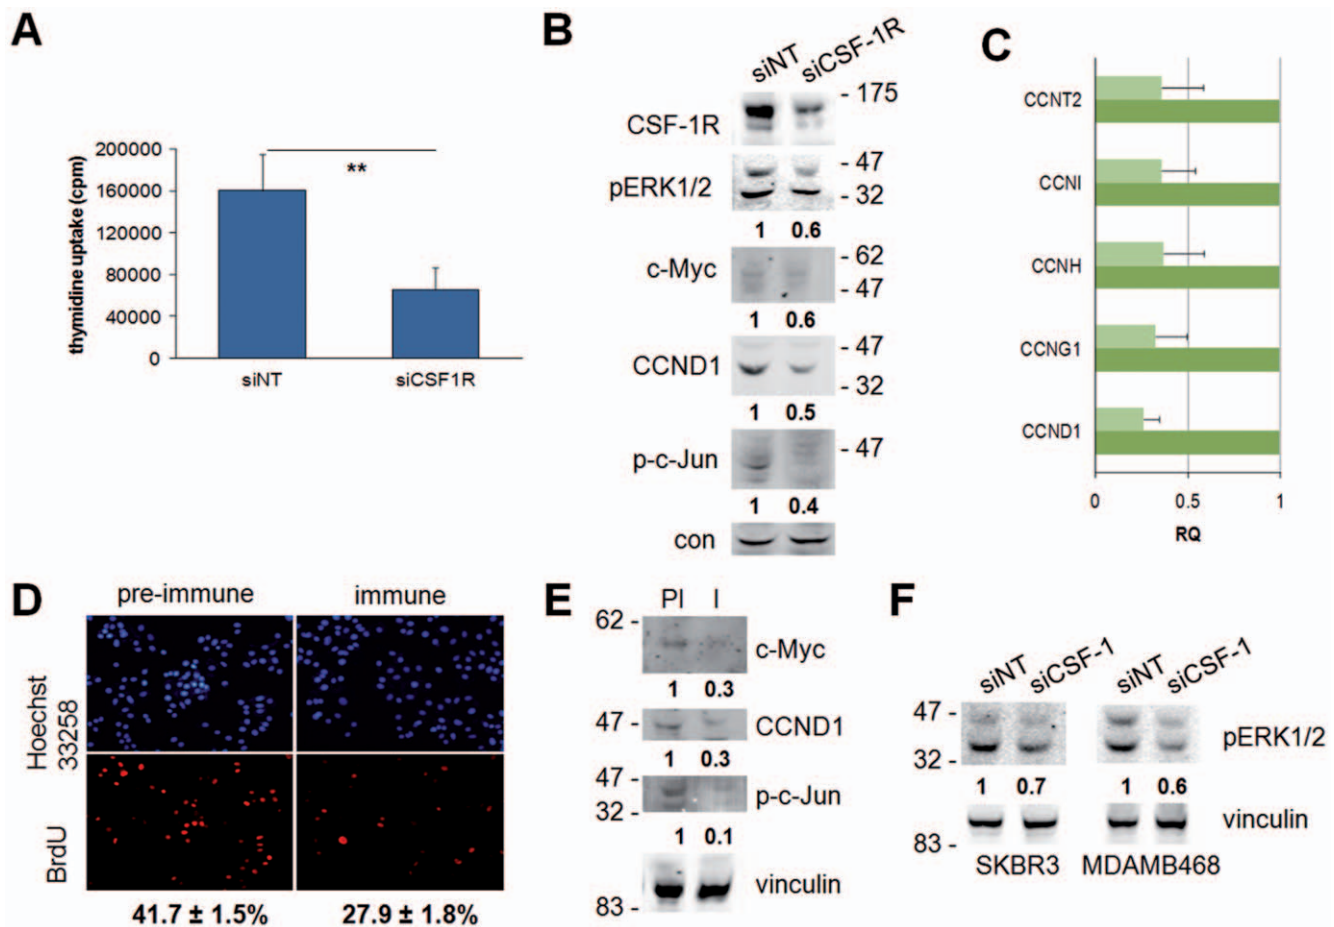 A
200000
160000
120000
80000
40000
0
thymidine uptake (cpm)
**
siNT
siCSF1R
B
siNT
siCSF-1R
CSF-1R
- 175
pERK1/2
- 47
- 32
1 0.6
c-Myc
- 62
- 47
1 0.6
CCND1
- 47
- 32
1 0.5
p-c-Jun
- 47
1 0.4
con
C
CCNT2
CCNI
CCNH
CCNG1
CCND1
0 0.5 1
RQ
D
pre-immune immune
Hoechst
33258
BrdU
41.7 ± 1.5% 27.9 ± 1.8%
E
PI I
62 -
c-Myc
1 0.3
47 -
CCND1
1 0.3
47 -
32 -
p-c-Jun
1 0.1
vinculin
83 -
F
siNT siCSF-1 siNT siCSF-1
47 -
32 -
pERK1/2
1 0.7 1 0.6
vinculin
83 -
SKBR3 MDAMB468